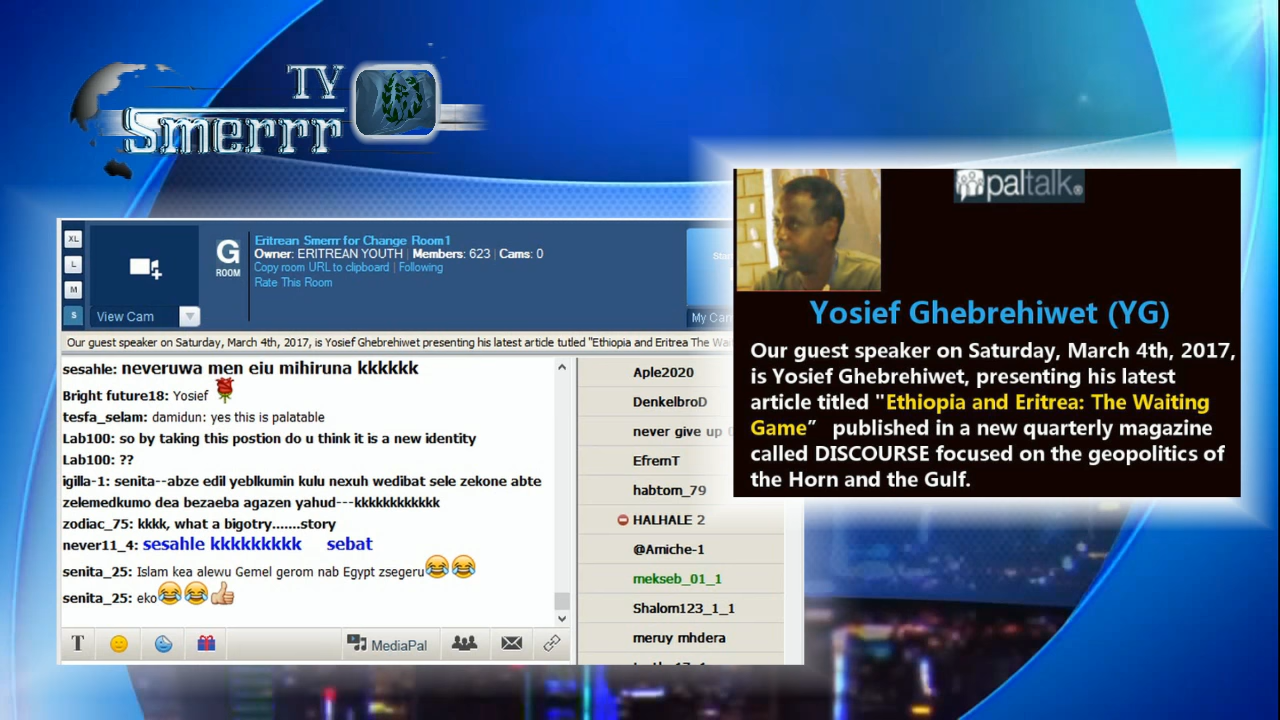 TV
Smerrr
XL
L
M
S
View Cam
G
ROOM
Eritrean Smerr for Change Room1
Owner: ERITREAN YOUTH | Members: 623 | Cams: 0
Copy room URL to clipboard | Following
Rate This Room
My
Our guest speaker on Saturday, March 4th, 2017, is Yosief Ghebrehiwet presenting his latest article tutled "Ethiopia and Eritrea The
sesahle: neveruwa men eiu mihiruna kkkkkk
Bright future18: Yosief
tesfa_selam: damidun: yes this is palatable
Lab100: so by taking this postion do u think it is a new identity
Lab100: ??
igilla-1: senita--abze edil yeblkumin kulu nexuh wedibat sele zekone abte
zelemedkumo dea bezaeba agazen yahud---kkkkkkkkkkkk
zodiac_75: kkkk, what a bigotry.......story
never11_4: sesahle kkkkkkkkk sebat
senita_25: Islam kea alewu Gemel gerom nab Egypt zsegeru
senita_25: eko
T
MediaPal
Aple2020
DenkelbroD
never give up
EfremT
habtom_79
HALHALE 2
@Amiche-1
mekseb_01_1
Shalom123_1_1
meruy mhdera
paltalk®
Yosief Ghebrehiwet (YG)
Our guest speaker on Saturday, March 4th, 2017,
is Yosief Ghebrehiwet, presenting his latest
article titled "Ethiopia and Eritrea: The Waiting
Game” published in a new quarterly magazine
called DISCOURSE focused on the geopolitics of
the Horn and the Gulf.